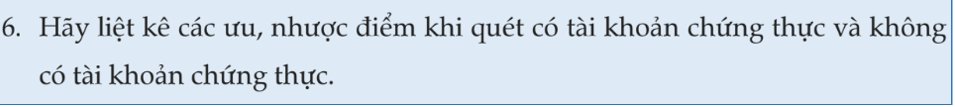 6. Hãy liệt kê các ưu, nhược điểm khi quét có tài khoản chứng thực và không
có tài khoản chứng thực.